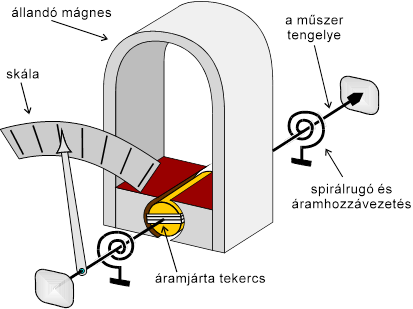 állandó mágnes
a műszer
tengelye
skála
spirálrugó és
áramhozzávezetés
áramjárta tekercs